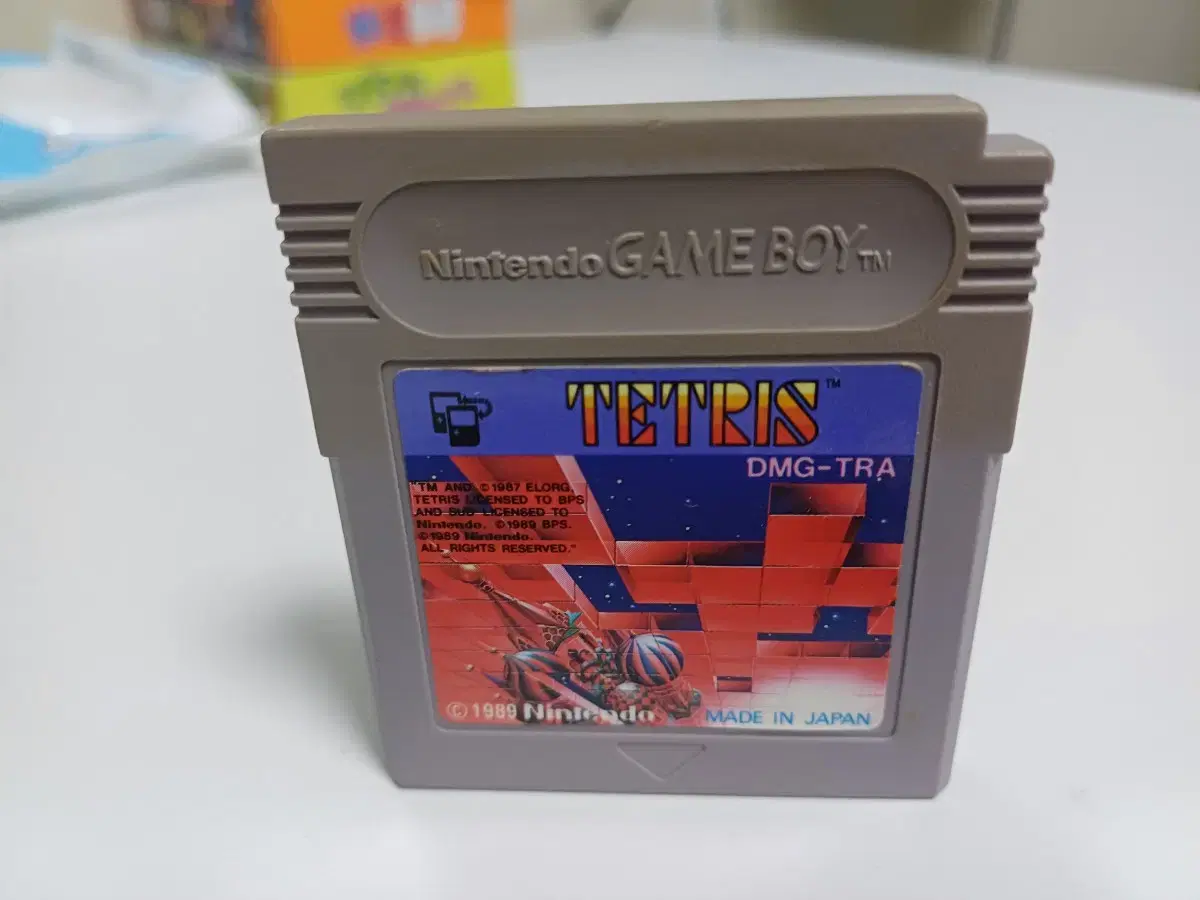 Nintendo GAME BOY TM
TETRIS TM
DMG-TRA
"TM AND ©1987 ELORG,
TETRIS LICENSED TO BPS
AND SUB LICENSED TO
Nintendo. ©1989 BPS.
©1989 Nintendo.
ALL RIGHTS RESERVED."
©1989 Nintendo
MADE IN JAPAN